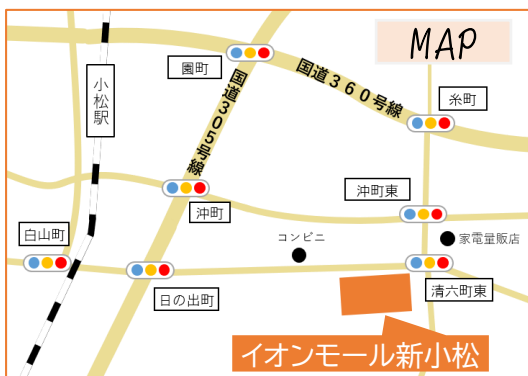 MAP
園町
国道360号線
糸町
小松駅
国道305号線
沖町
沖町東
白山町
コンビニ
家電量販店
日の出町
清六町東
イオンモール新小松